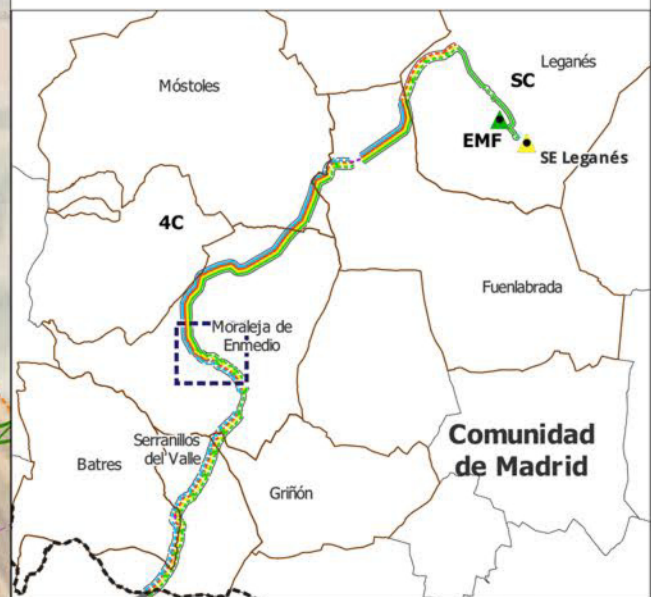 Leganés
SC
Móstoles
EMF
SE Leganés
4C
Fuenlabrada
Moraleja de
Enmedio
Comunidad
de Madrid
Serranillos
del Valle
Batres
Griñón